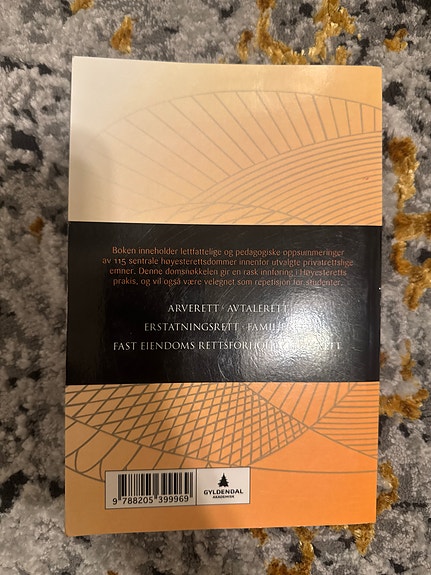 Boken inneholder lettfattelige og pedagogiske oppsummeringer
av 115 sentrale høyesterettsdommer innenfor utvalgte privatrettslige
emner. Denne domsnøkkelen gir en rask innføring i Høyesteretts
praksis, og vil også være velegnet som repetisjon for studenter.
ARVERETT · AVTALERETT
ERSTATNINGSRETT
FAST EIENDOMS
9 788205 399969
GYLDENDAL
AKADEMISK